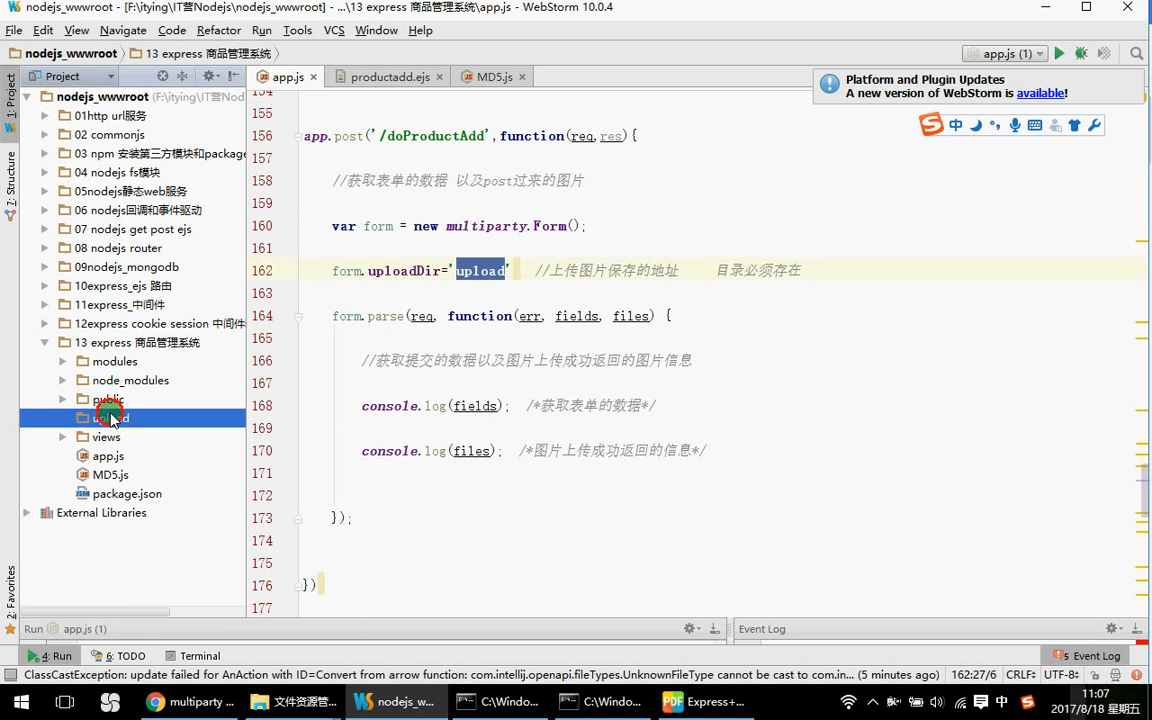 nodejs_wwwroot - [F:\itying\IT营Nodejs\nodejs_wwwroot] - ...\13 express 商品管理系统\app.js - WebStorm 10.0.4
File Edit View Navigate Code Refactor Run Tools VCS Window Help
nodejs_wwwroot 13 express 商品管理系统 app.js (1)
Project app.js productadd.ejs MD5.js
Platform and Plugin Updates
A new version of WebStorm is available!
中
1: Project
7: Structure
2: Favorites
nodejs_wwwroot (F:\itying\IT营Nod
01http url服务
02 commonjs
03 npm 安装第三方模块和package
04 nodejs fs模块
05nodejs静态web服务
06 nodejs回调和事件驱动
07 nodejs get post ejs
08 nodejs router
09nodejs_mongodb
10express_ejs 路由
11express_中间件
12express cookie session 中间件
13 express 商品管理系统
modules
node_modules
public
upload
views
app.js
MD5.js
package.json
External Libraries
154
155
156 app.post('/doProductAdd',function(req,res){
157
158 //获取表单的数据 以及post过来的图片
159
160 var form = new multiparty.Form();
161
162 form.uploadDir='upload' //上传图片保存的地址 目录必须存在
163
164 form.parse(req, function(err, fields, files) {
165
166 //获取提交的数据以及图片上传成功返回的图片信息
167
168 console.log(fields); /*获取表单的数据*/
169
170 console.log(files); /*图片上传成功返回的信息*/
171
172
173 });
174
175
176 })
177
Run app.js (1) Event Log
4: Run 6: TODO Terminal 5 Event Log
ClassCastException: update failed for AnAction with ID=Convert from arrow function: com.intellij.openapi.fileTypes.UnknownFileType cannot be cast to com.in... (5 minutes ago) 162:27/6 CRLF÷ UTF-8÷
multiparty ... 文件资源管... nodejs_w... C:\Windo... C:\Windo... Express+... 中 11:07
2017/8/18 星期五